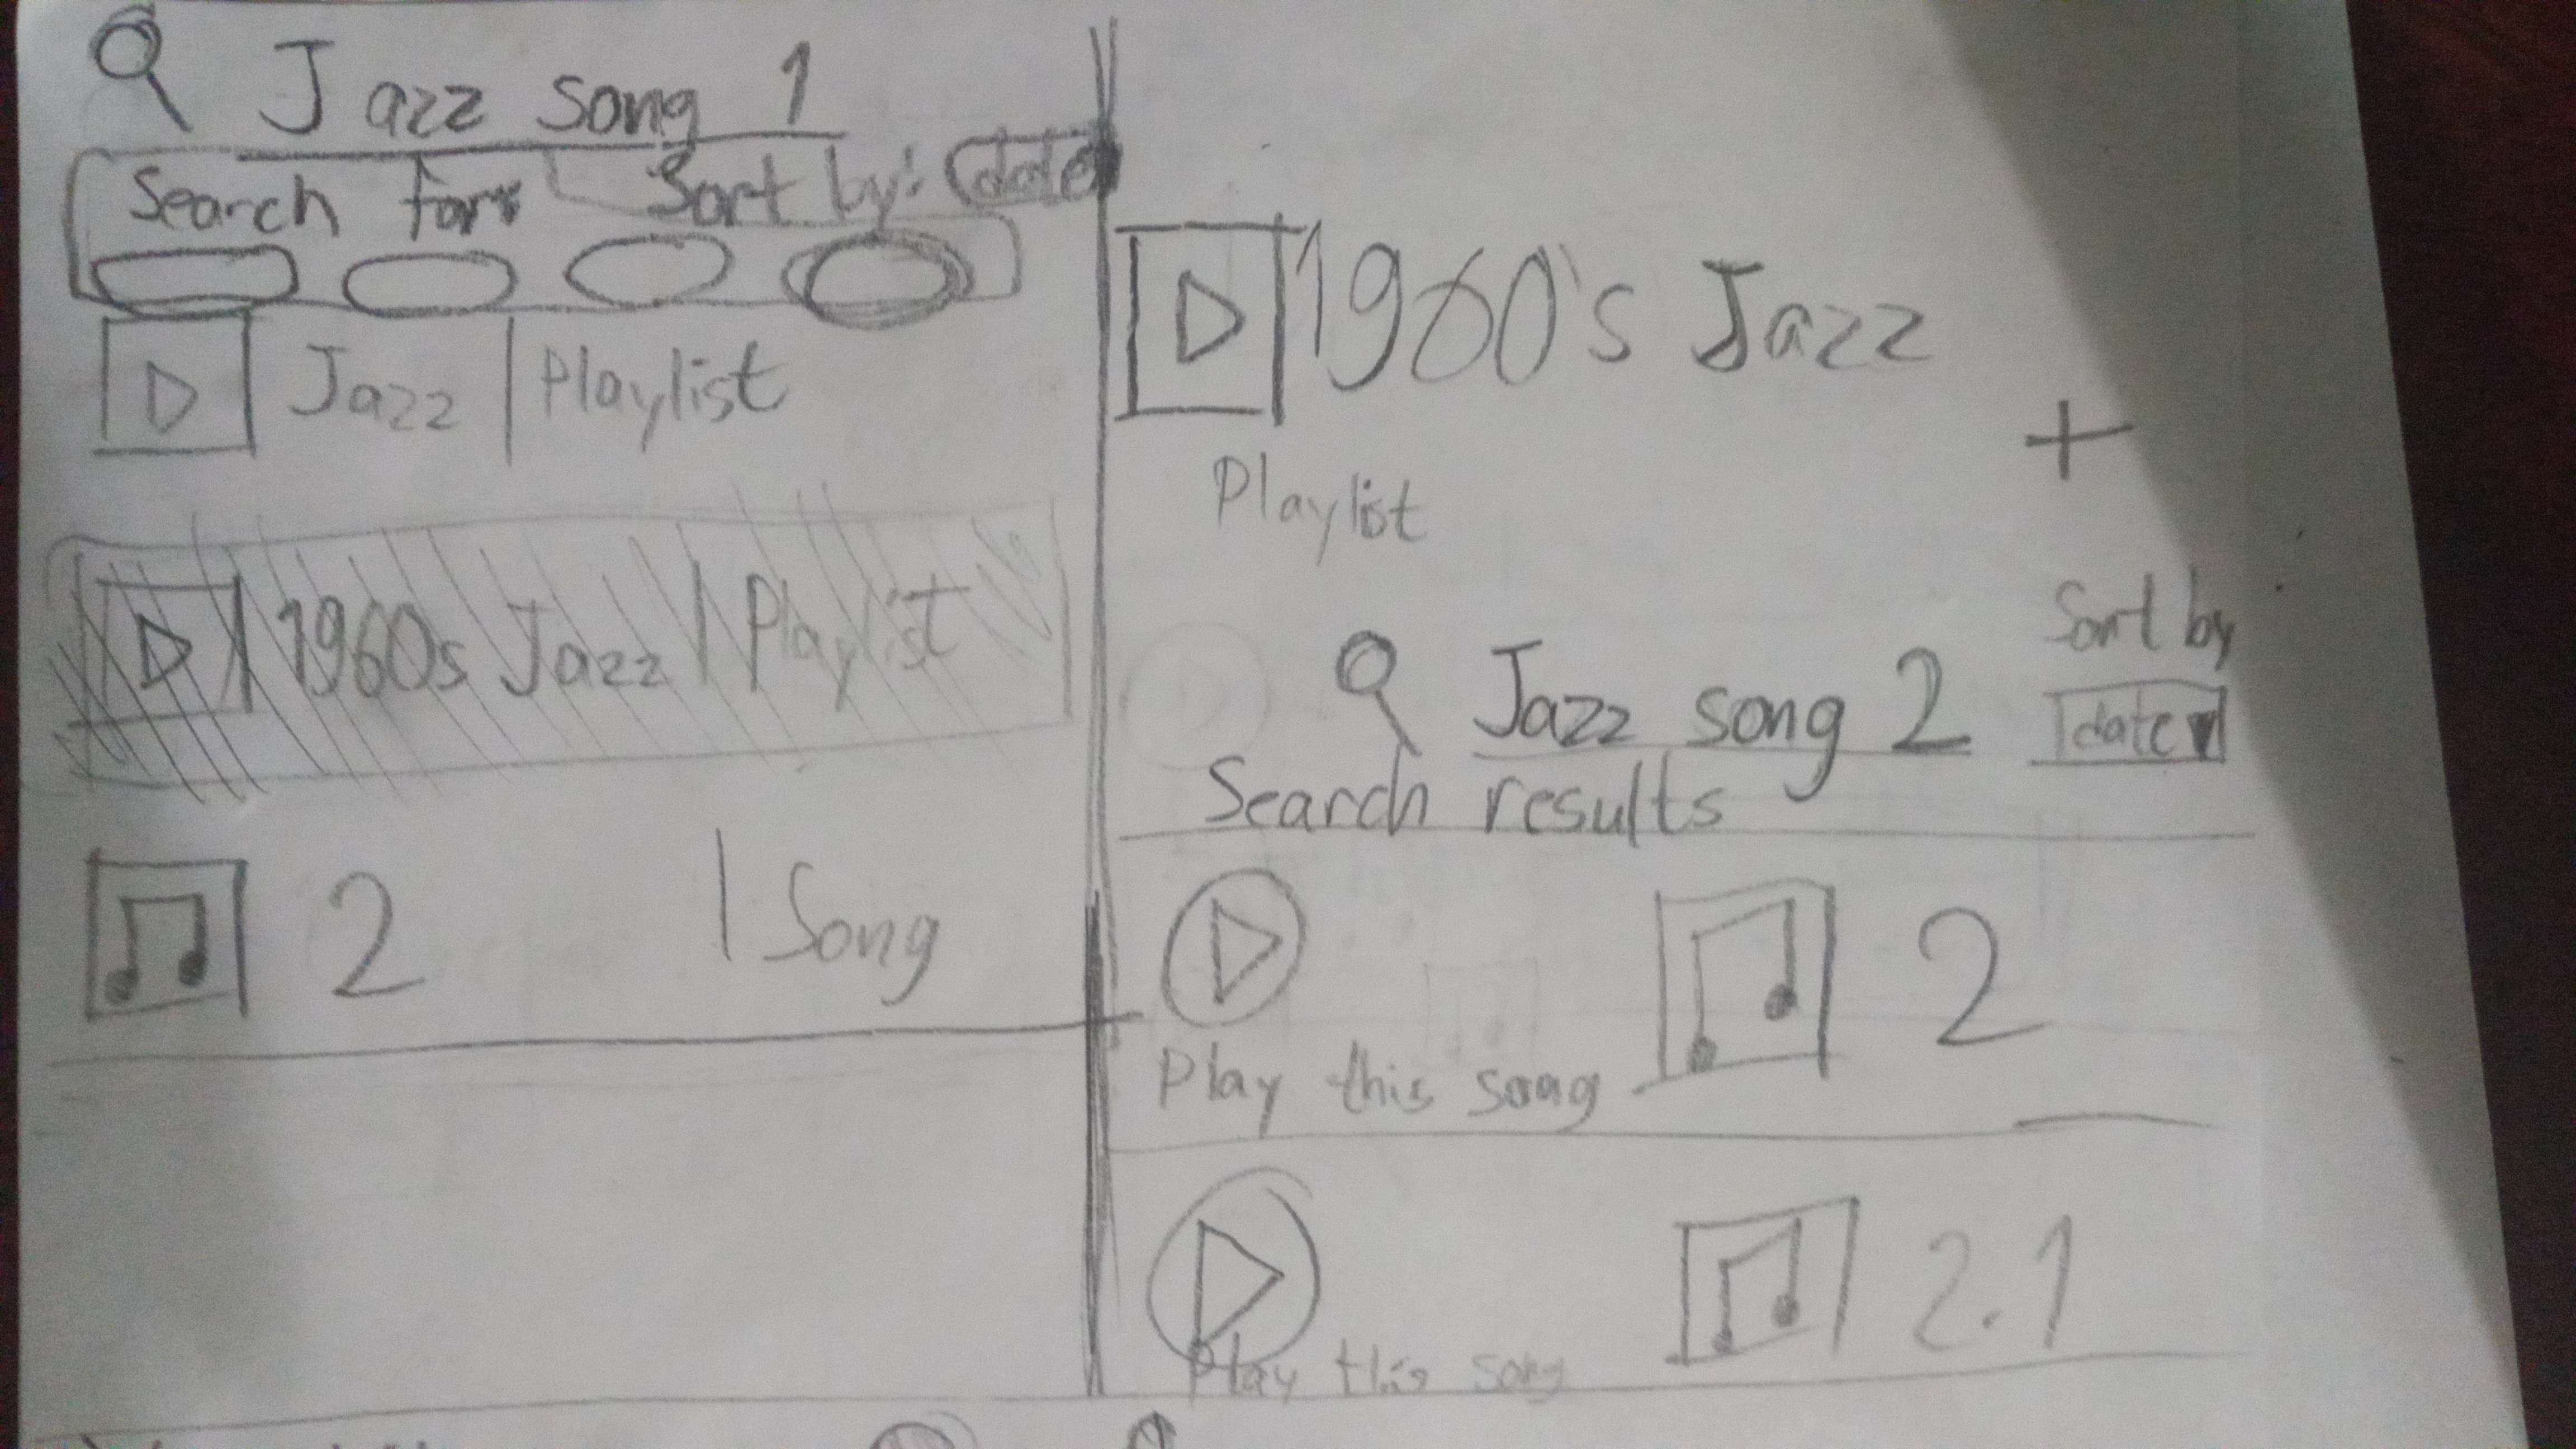 Jazz song 1
Search for
Sort by: date
Jazz | Playlist
1960s Jazz | Playlist
2 | Song
1960's Jazz
+
Playlist
Jazz song 2
Sort by
date
Search results
2
Play this song
2.1
Play this song